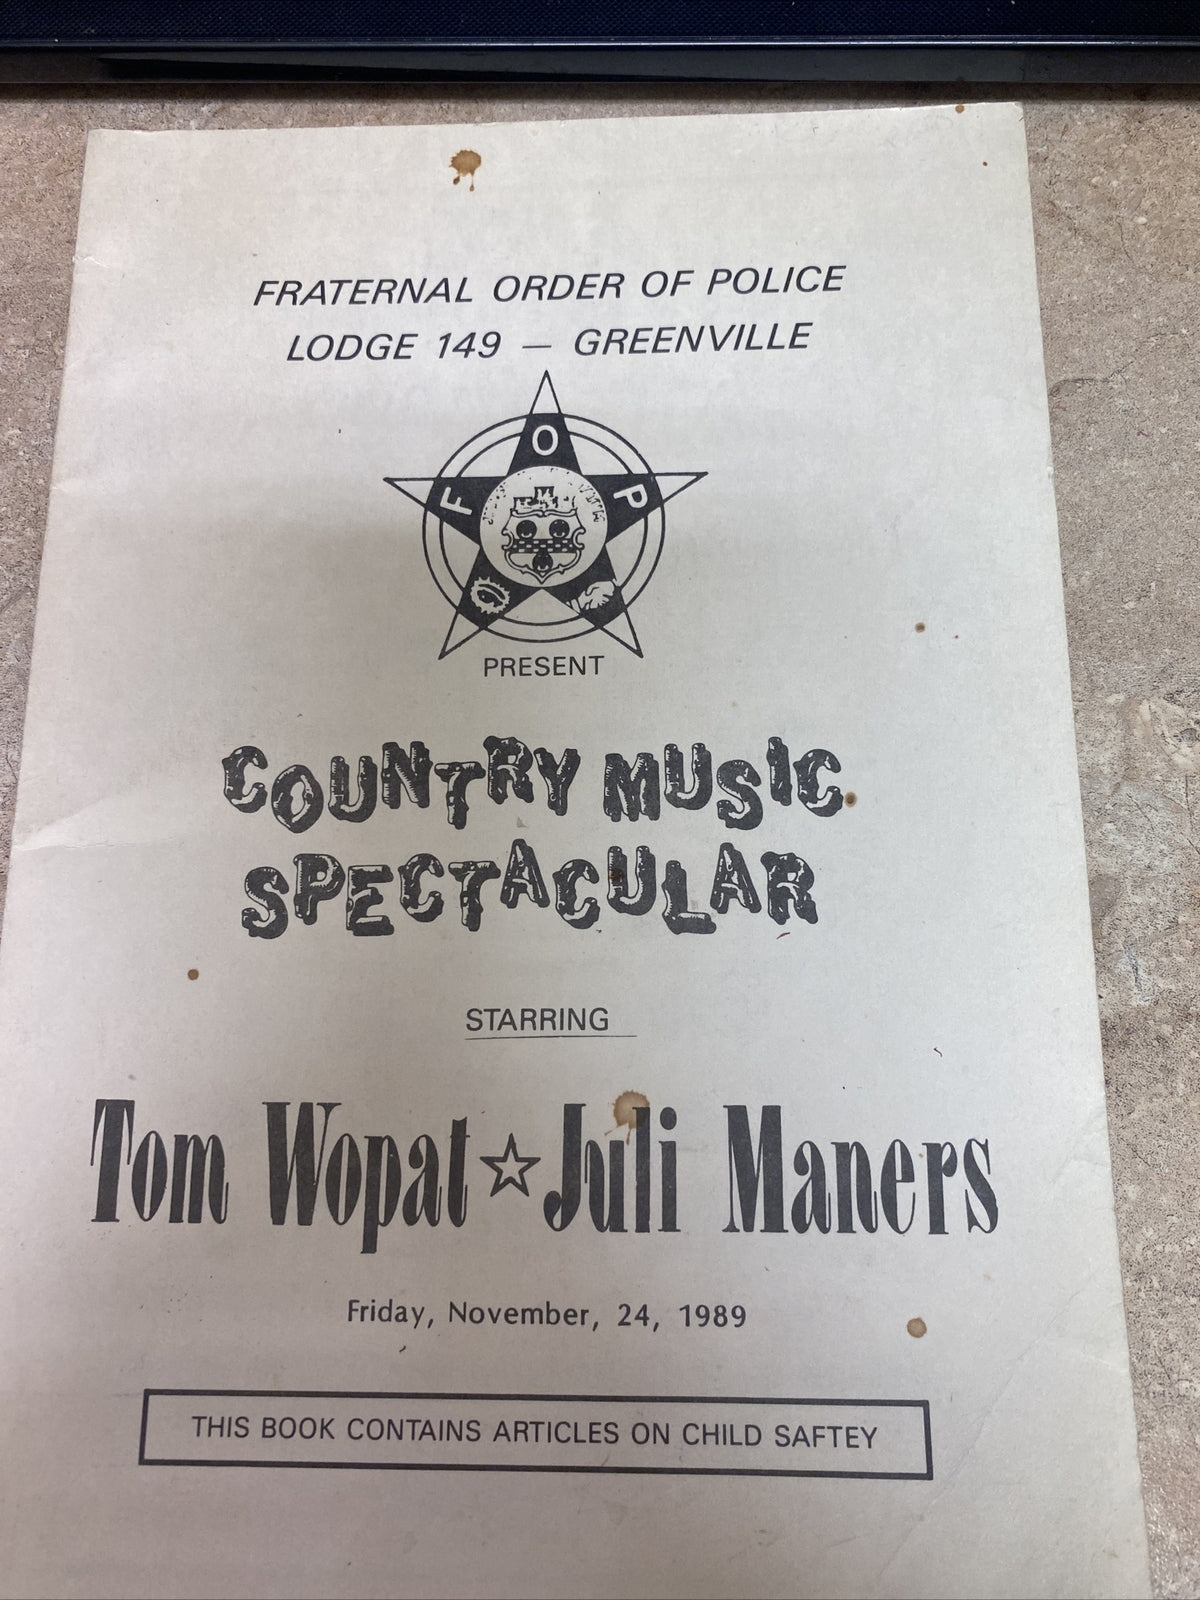 FRATERNAL ORDER OF POLICE
LODGE 149 — GREENVILLE
F O P
PRESENT
COUNTRY MUSIC
SPECTACULAR
STARRING
Tom Wopat ☆ Juli Maners
Friday, November, 24, 1989
THIS BOOK CONTAINS ARTICLES ON CHILD SAFTEY